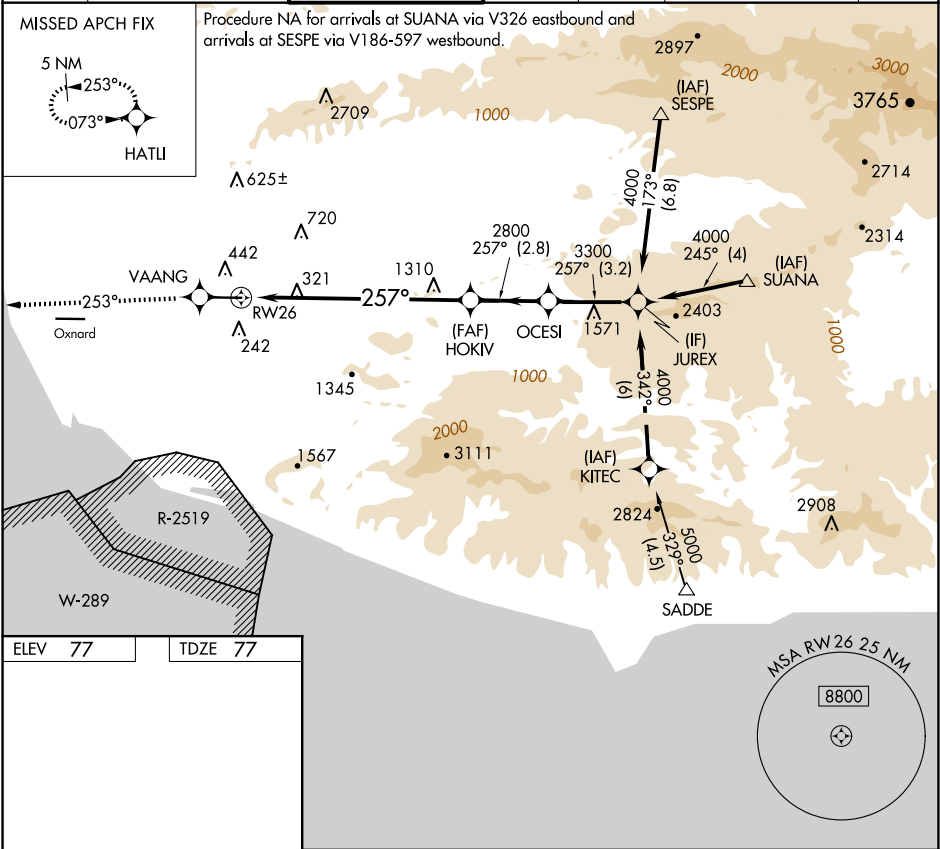 MISSED APCH FIX
5 NM
253°
073°
HATLI
Procedure NA for arrivals at SUANA via V326 eastbound and
arrivals at SESPE via V186-597 westbound.
2897
2000
3000
3765
(IAF)
SESPE
2709
1000
2714
625±
4000
173°
(6.8)
720
2314
2800
257° (2.8)
3300
257° (3.2)
4000
245° (4)
(IAF)
SUANA
442
VAANG
321
1310
253°
RW26
257°
Oxnard
242
(FAF)
HOKIV
OCESI
1571
2403
(IF)
JUREX
1000
1345
1000
4000
342°
(6)
2000
3111
1567
(IAF)
KITEC
2824
2908
5000
329°
(4.5)
SADDE
R-2519
W-289
ELEV 77
TDZE 77
MSA RW26 25 NM
8800